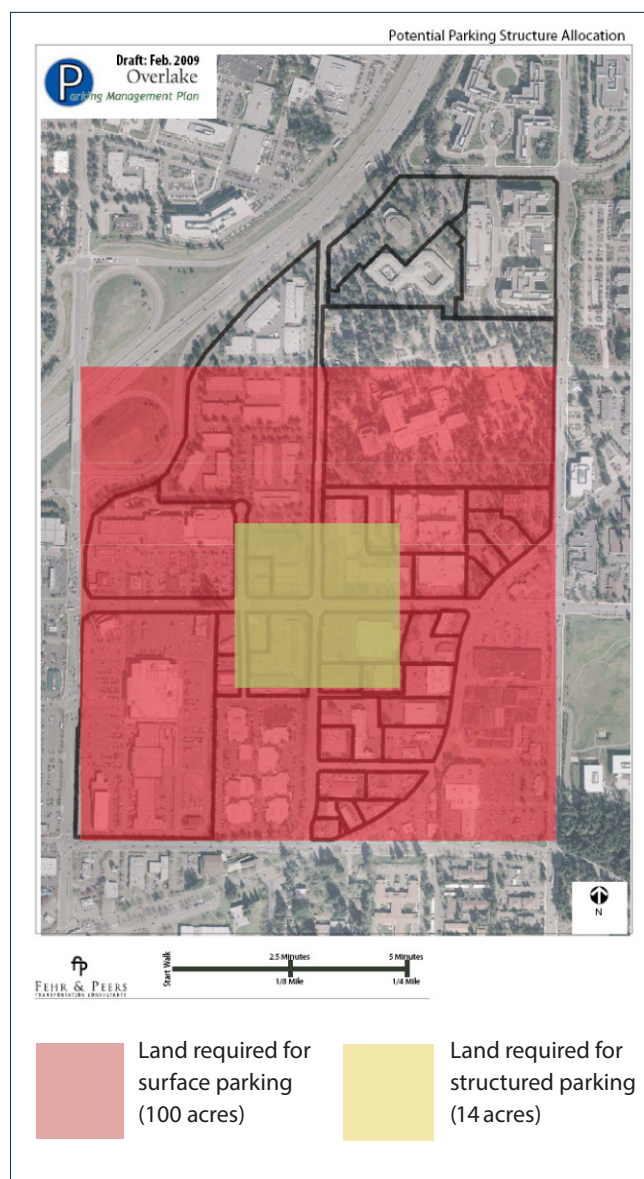 Potential Parking Structure Allocation
Draft: Feb. 2009
Overlake
Parking Management Plan
N
Start Walk
2.5 Minutes
5 Minutes
1/8 Mile
1/4 Mile
fp
FEHR & PEERS
TRANSPORTATION CONSULTANTS
Land required for
surface parking
(100 acres)
Land required for
structured parking
(14 acres)